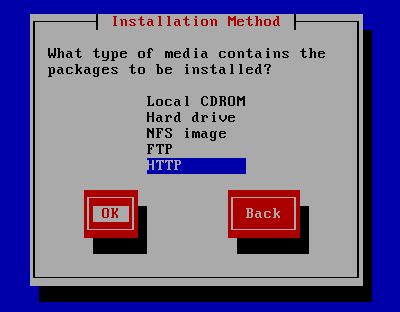 Installation Method
What type of media contains the
packages to be installed?
Local CDROM
Hard drive
NFS image
FTP
HTTP
OK
Back